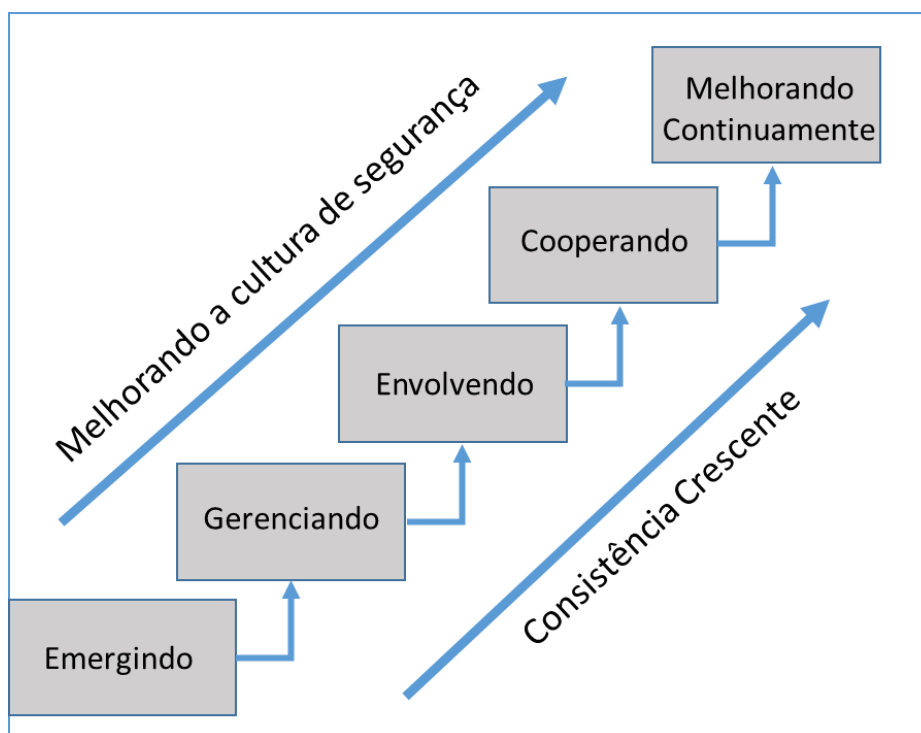 Melhorando
Continuamente
Melhorando a cultura de segurança
Cooperando
Envolvendo
Gerenciando
Consistência Crescente
Emergindo